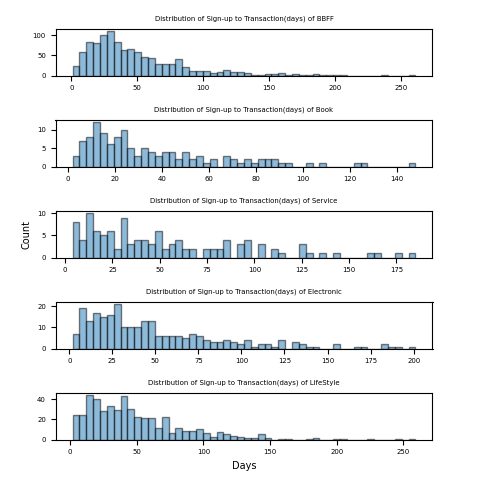 Distribution of Sign-up to Transaction(days) of BBFF
100
50
0
0 50 100 150 200 250
Distribution of Sign-up to Transaction(days) of Book
10
5
0
0 20 40 60 80 100 120 140
Distribution of Sign-up to Transaction(days) of Service
10
5
0
0 25 50 75 100 125 150 175
Count
Distribution of Sign-up to Transaction(days) of Electronic
20
10
0
0 25 50 75 100 125 150 175 200
Distribution of Sign-up to Transaction(days) of LifeStyle
40
20
0
0 50 100 150 200 250
Days